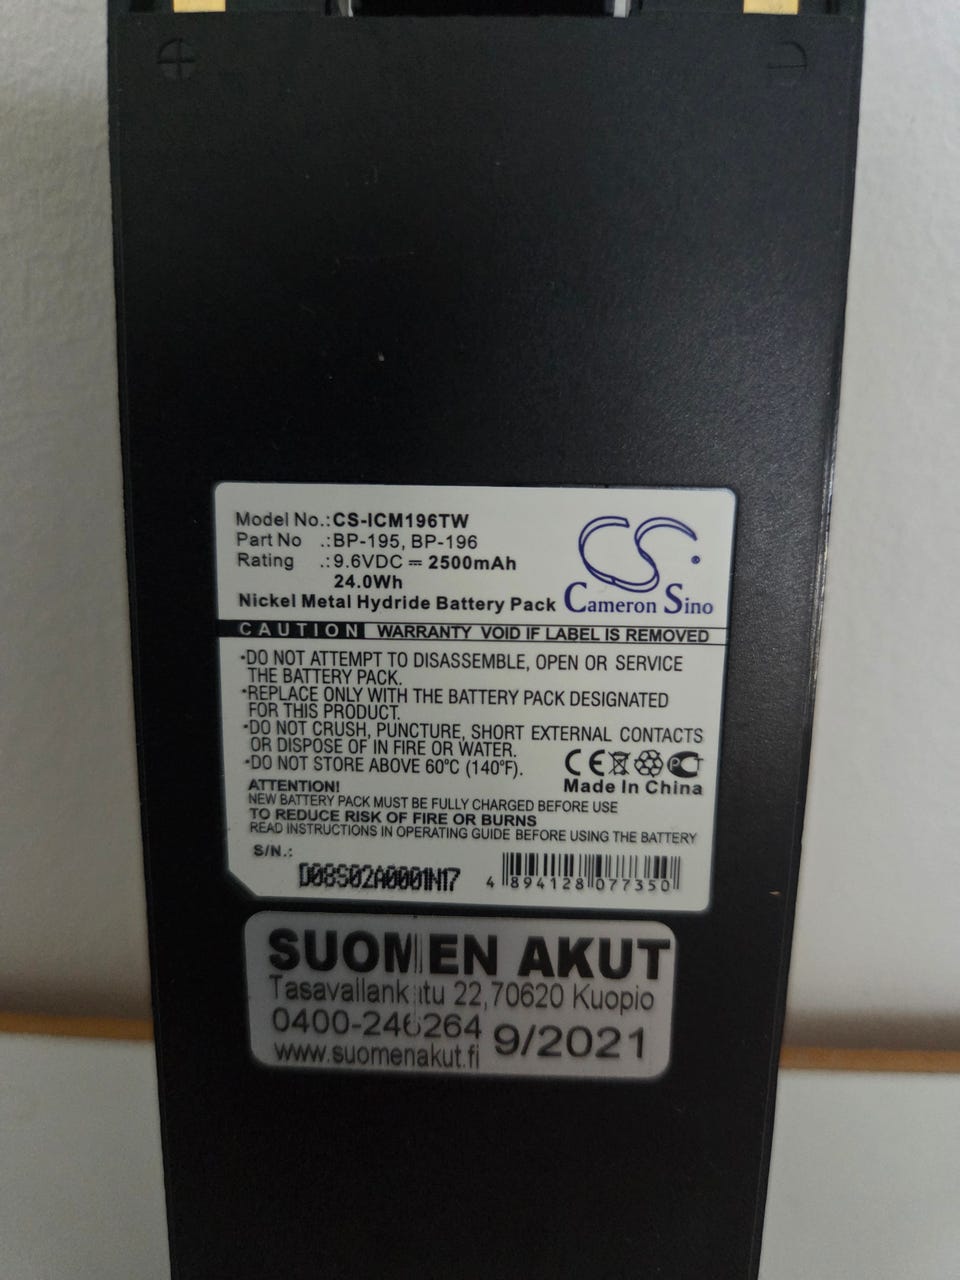 Model No.:CS-ICM196TW
Part No .:BP-195, BP-196
Rating .:9.6VDC ⎓ 2500mAh
24.0Wh
Nickel Metal Hydride Battery Pack
CS
Cameron Sino
CAUTION WARRANTY VOID IF LABEL IS REMOVED
•DO NOT ATTEMPT TO DISASSEMBLE, OPEN OR SERVICE
THE BATTERY PACK.
•REPLACE ONLY WITH THE BATTERY PACK DESIGNATED
FOR THIS PRODUCT.
•DO NOT CRUSH, PUNCTURE, SHORT EXTERNAL CONTACTS
OR DISPOSE OF IN FIRE OR WATER.
•DO NOT STORE ABOVE 60°C (140°F).
CE PCT
Made In China
ATTENTION!
NEW BATTERY PACK MUST BE FULLY CHARGED BEFORE USE
TO REDUCE RISK OF FIRE OR BURNS
READ INSTRUCTIONS IN OPERATING GUIDE BEFORE USING THE BATTERY
S/N.:
D08S02A0001N17
4 894128 077350
SUOMEN AKUT
Tasavallankatu 22,70620 Kuopio
0400-246264
www.suomenakut.fi
9/2021